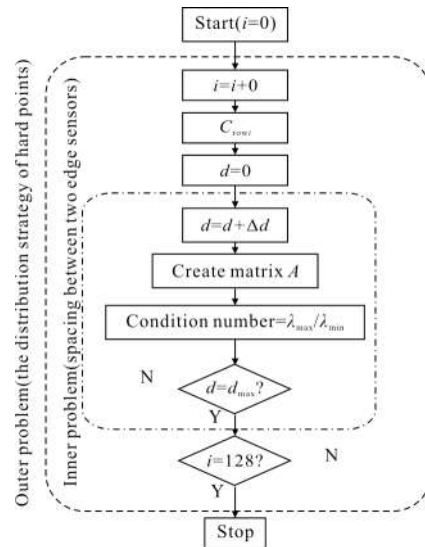 Start(i=0)
i=i+0
C_rowi
d=0
d=d+Δd
Create matrix A
Condition number=λ_max/λ_min
N
d=d_max?
Y
i=128?
N
Y
Stop
Outer problem(the distribution strategy of hard points)
Inner problem(spacing between two edge sensors)